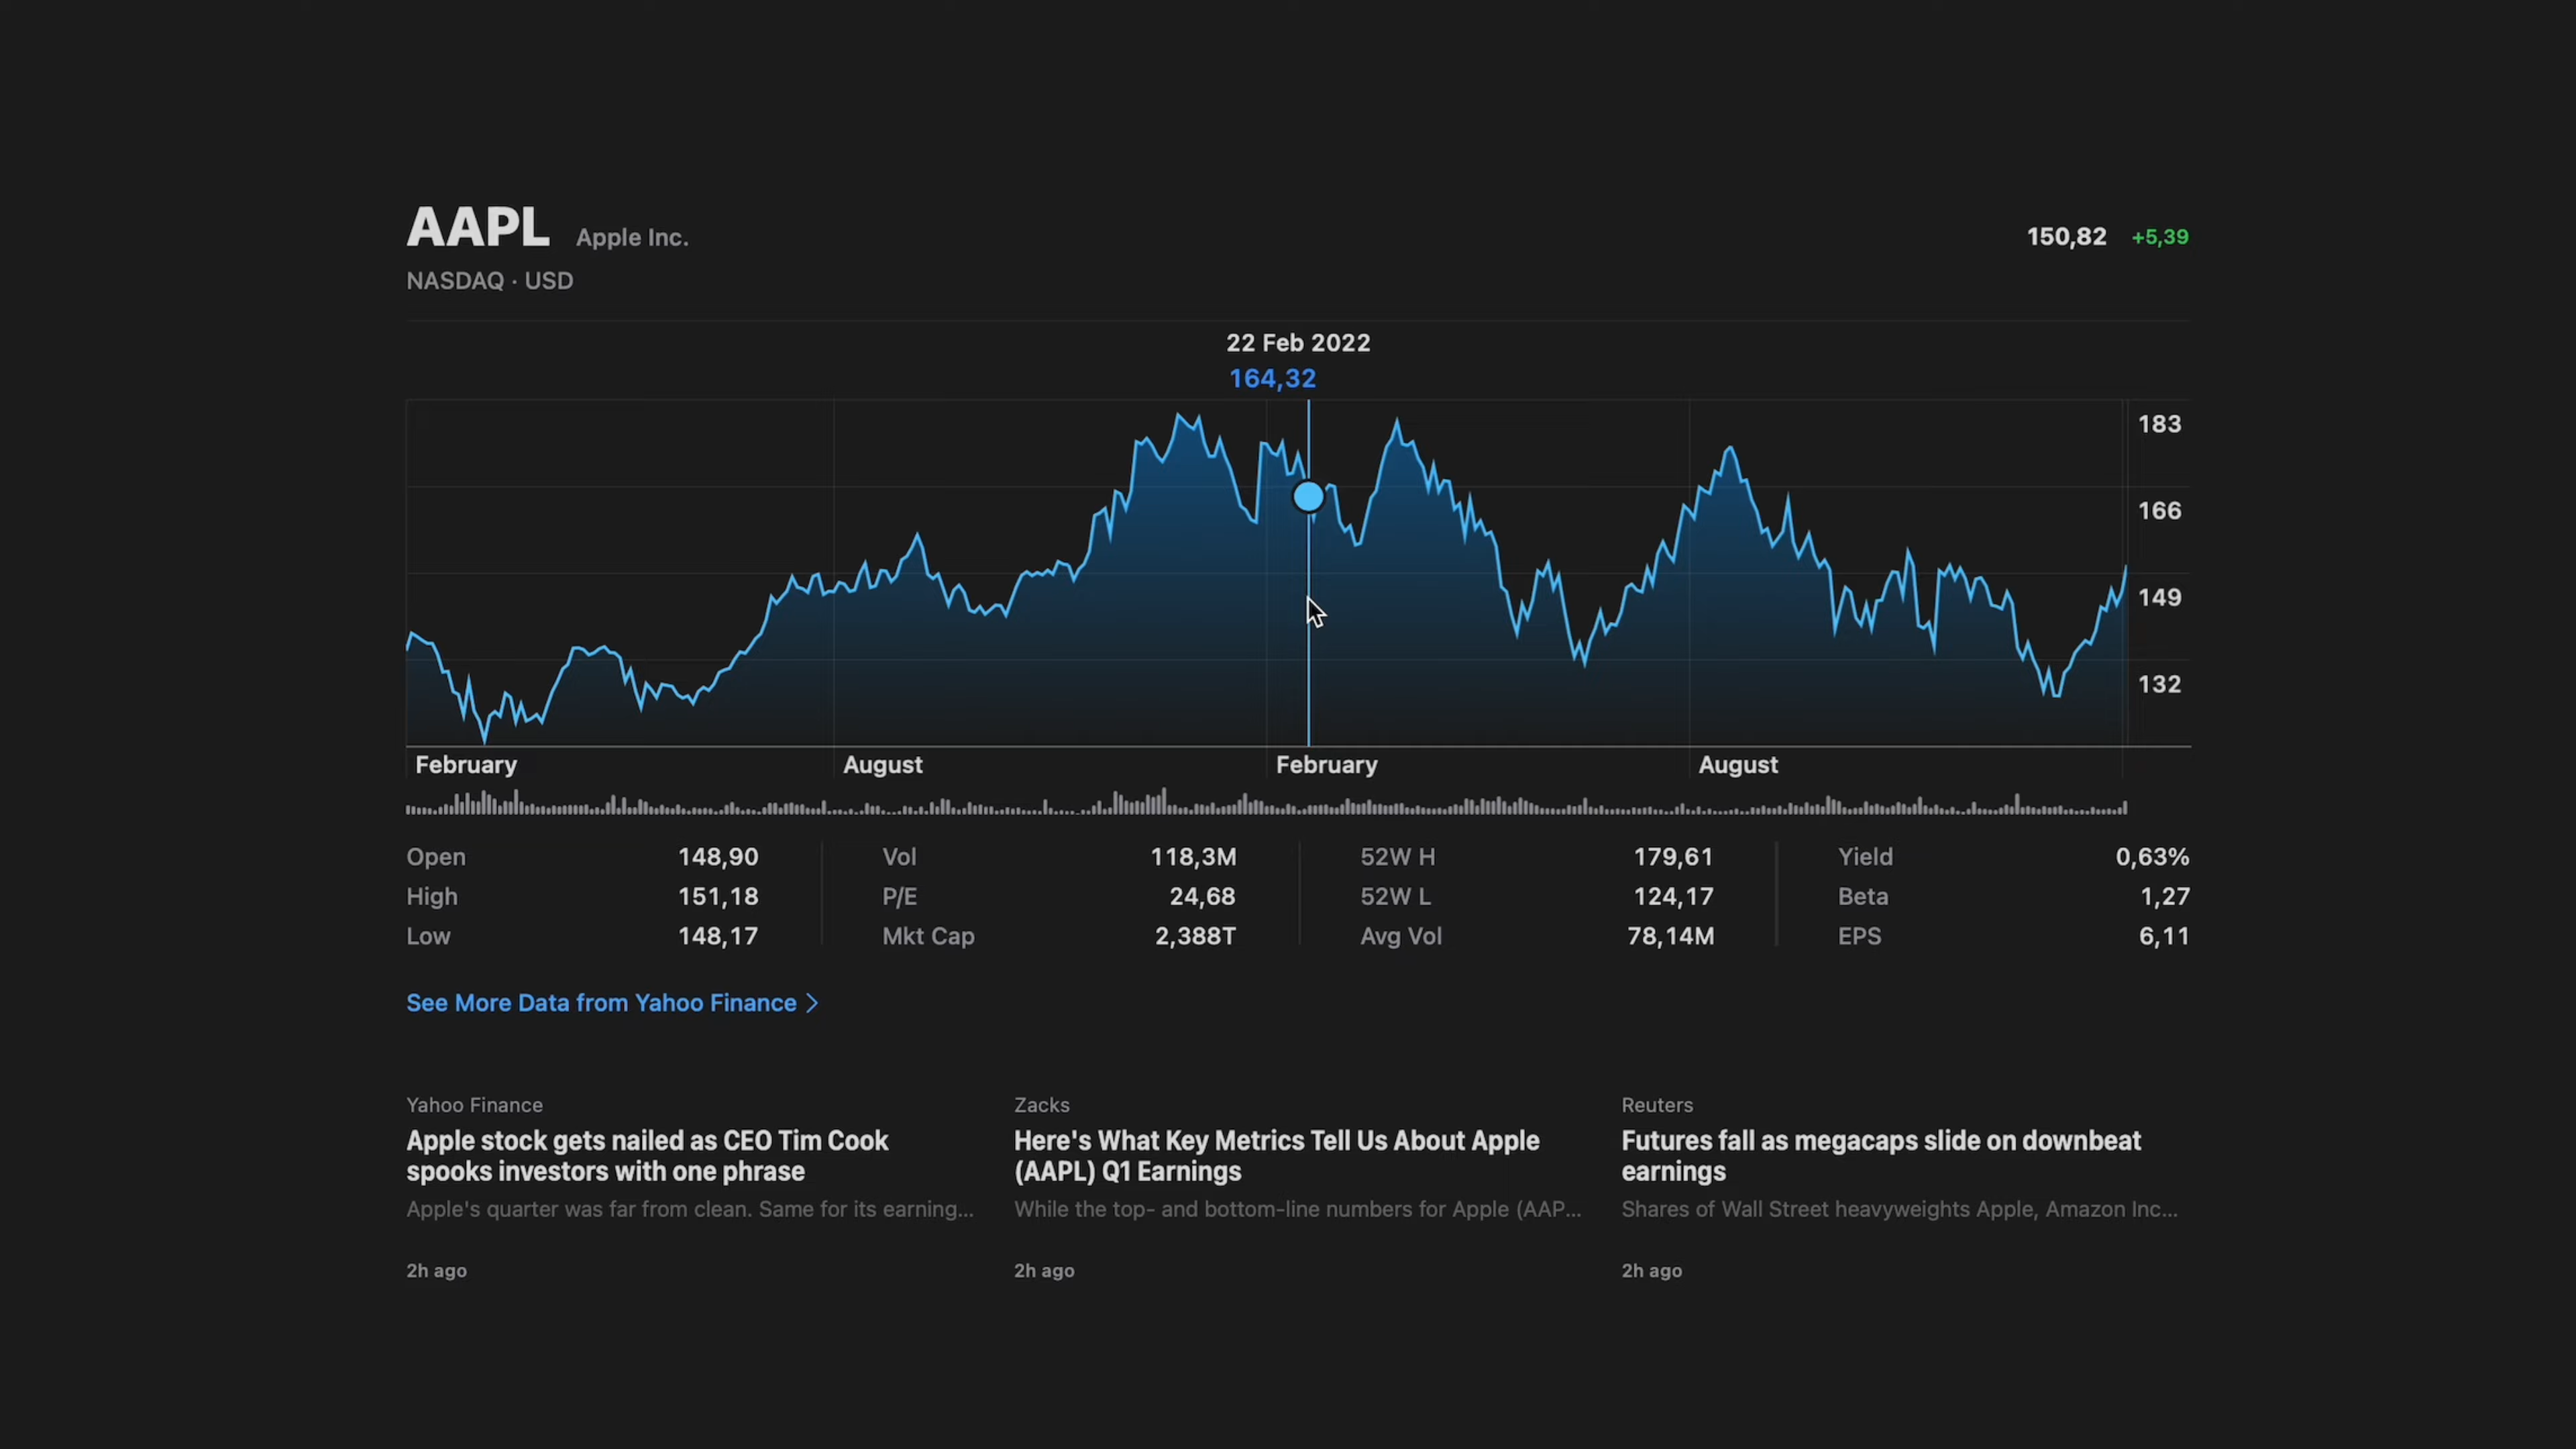 AAPL Apple Inc.
150,82 +5,39
NASDAQ · USD
22 Feb 2022
164,32
183
166
149
132
February August February August
Open 148,90
High 151,18
Low 148,17
Vol 118,3M
P/E 24,68
Mkt Cap 2,388T
52W H 179,61
52W L 124,17
Avg Vol 78,14M
Yield 0,63%
Beta 1,27
EPS 6,11
See More Data from Yahoo Finance
Yahoo Finance
Apple stock gets nailed as CEO Tim Cook
spooks investors with one phrase
Apple's quarter was far from clean. Same for its earning...
2h ago
Zacks
Here's What Key Metrics Tell Us About Apple
(AAPL) Q1 Earnings
While the top- and bottom-line numbers for Apple (AAP...
2h ago
Reuters
Futures fall as megacaps slide on downbeat
earnings
Shares of Wall Street heavyweights Apple, Amazon Inc...
2h ago